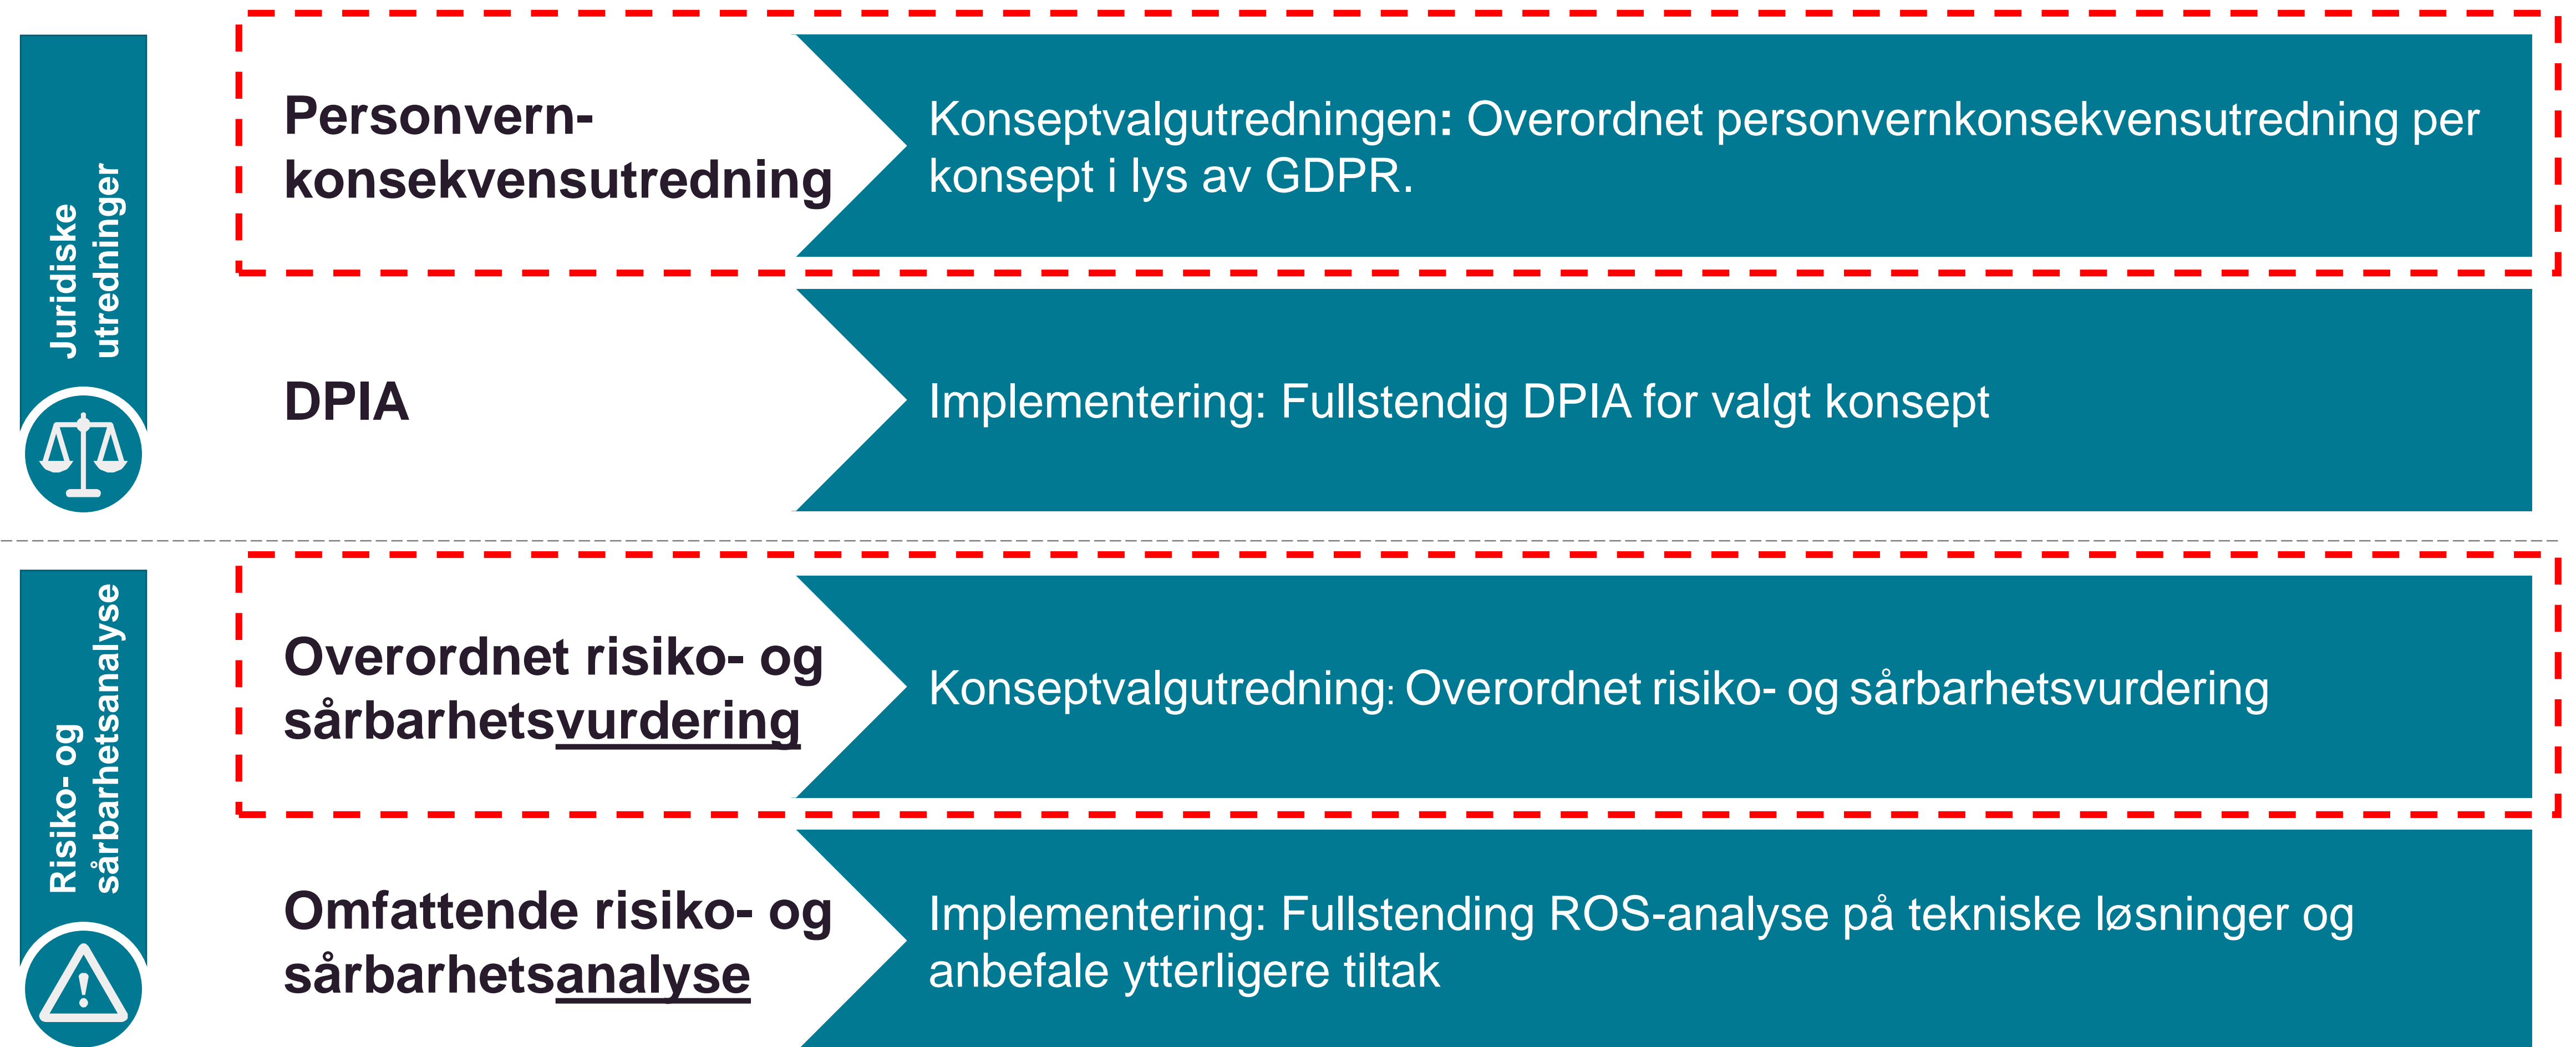 Juridiske
utredninger
Personvern-
konsekvensutredning
Konseptvalgutredningen: Overordnet personvernkonsekvensutredning per
konsept i lys av GDPR.
DPIA
Implementering: Fullstendig DPIA for valgt konsept
Risiko- og
sårbarhetsanalyse
Overordnet risiko- og
sårbarhetsvurdering
Konseptvalgutredning: Overordnet risiko- og sårbarhetsvurdering
Omfattende risiko- og
sårbarhetsanalyse
Implementering: Fullstending ROS-analyse på tekniske løsninger og
anbefale ytterligere tiltak